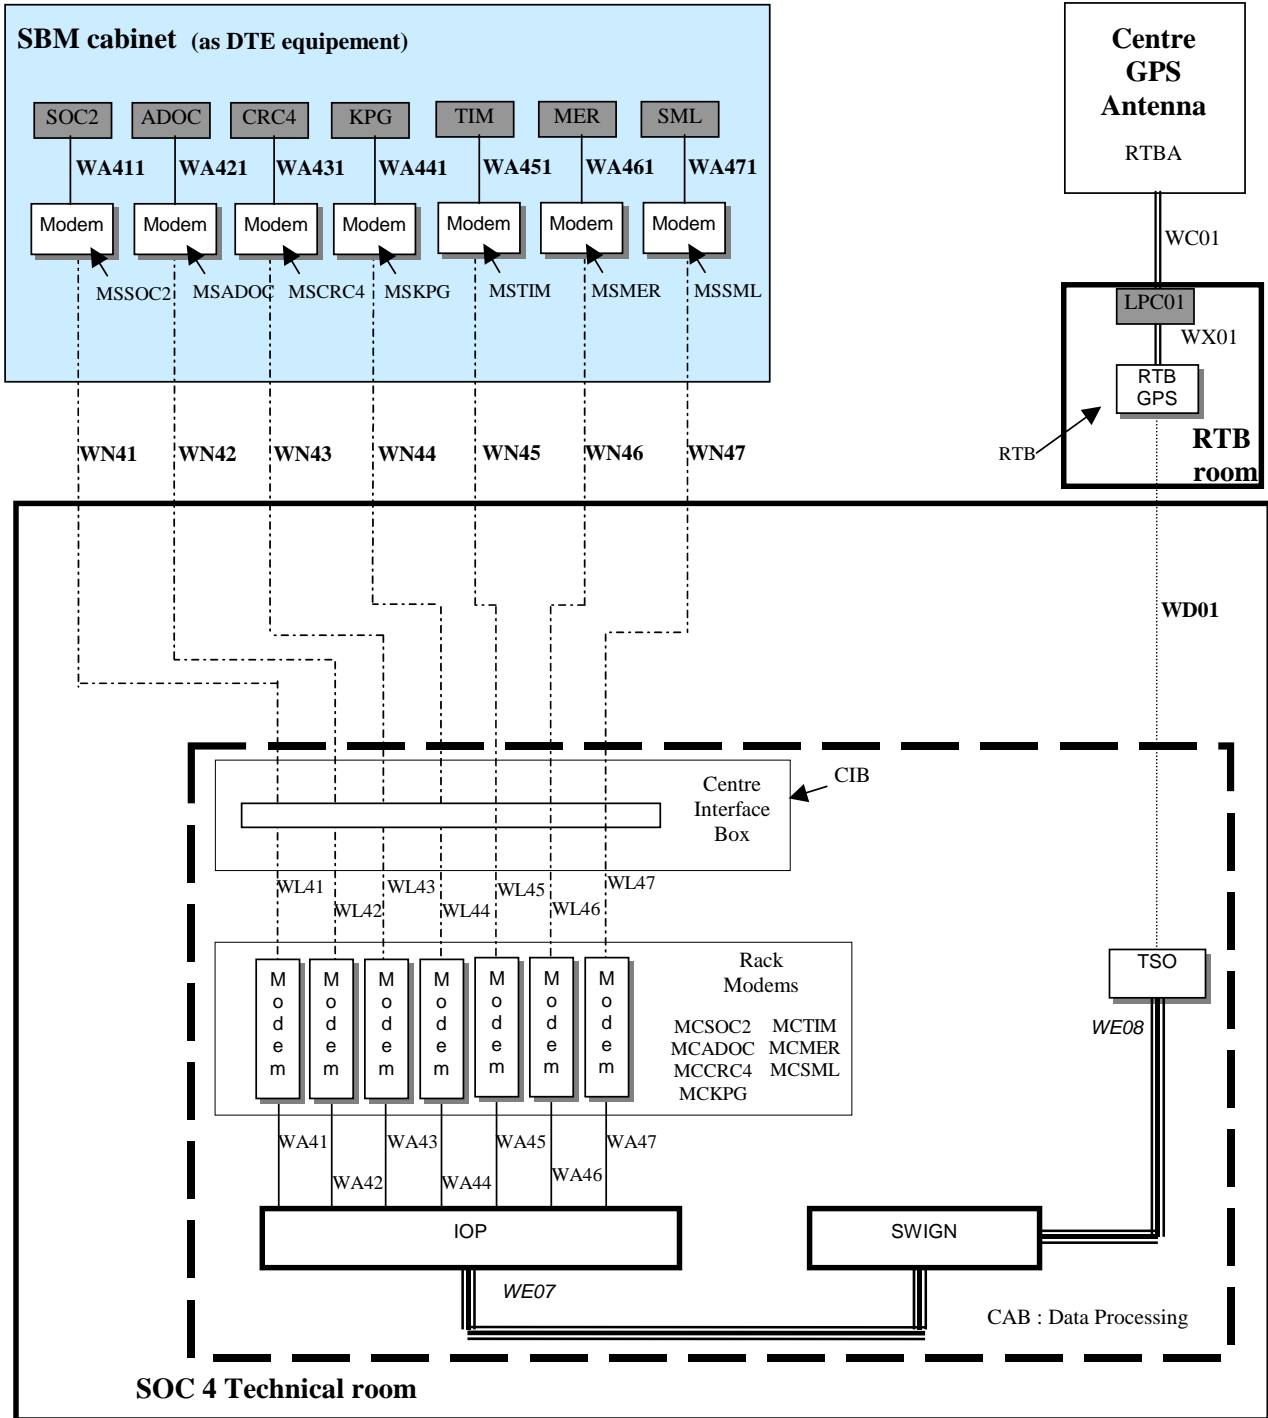 SBM cabinet (as DTE equipement)
SOC2 ADOC CRC4 KPG TIM MER SML
WA411 WA421 WA431 WA441 WA451 WA461 WA471
Modem Modem Modem Modem Modem Modem Modem
MSSOC2 MSADOC MSCRC4 MSKPG MSTIM MSMER MSSML
Centre
GPS
Antenna
RTBA
WC01
LPC01
WX01
RTB
GPS
RTB
RTB
room
WN41 WN42 WN43 WN44 WN45 WN46 WN47
WD01
CIB
Centre
Interface
Box
WL41 WL42 WL43 WL44 WL45 WL46 WL47
Modem Modem Modem Modem Modem Modem Modem
Rack
Modems
MCSOC2 MCTIM
MCADOC MCMER
MCCRC4 MCSML
MCKPG
TSO
WE08
WA41 WA42 WA43 WA44 WA45 WA46 WA47
IOP
SWIGN
WE07
CAB : Data Processing
SOC 4 Technical room